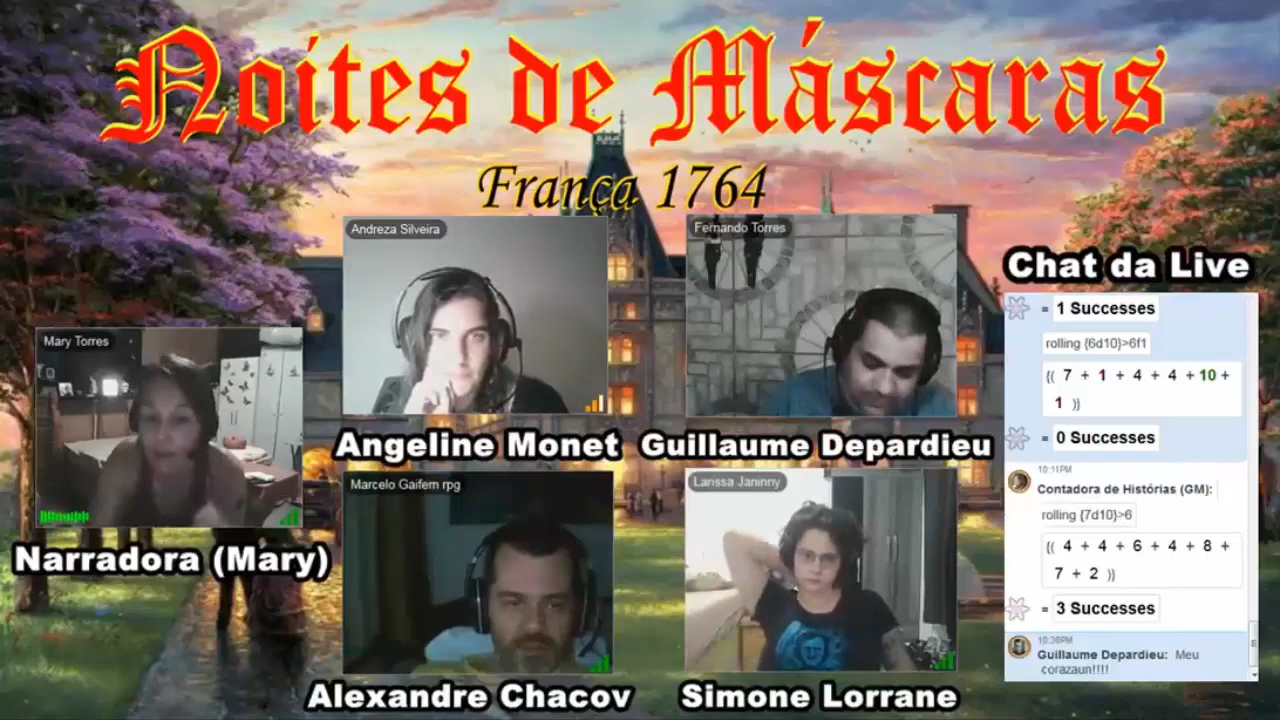 Noites de Máscaras
França 1764
Andreza Silveira
Fernando Torres
Chat da Live
Mary Torres
Angeline Monet
Guillaume Depardieu
Marcelo Gaifem rpg
Larissa Janinny
Narradora (Mary)
Alexandre Chacov
Simone Lorrane
= 1 Successes
rolling {6d10}>6f1
(( 7 + 1 + 4 + 4 + 10 +
1 ))
= 0 Successes
10:11PM
Contadora de Histórias (GM):
rolling {7d10}>6
(( 4 + 4 + 6 + 4 + 8 +
7 + 2 ))
= 3 Successes
10:36PM
Guillaume Depardieu: Meu
corazaun!!!!